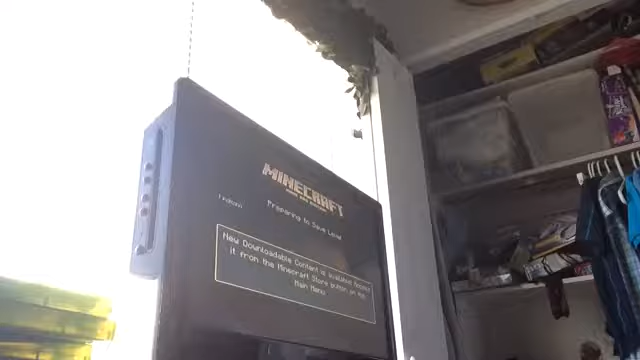 MINECRAFT
Preparing to Save Level
New Downloadable Content is available! Access
it from the Minecraft Store button on the
Main Menu.